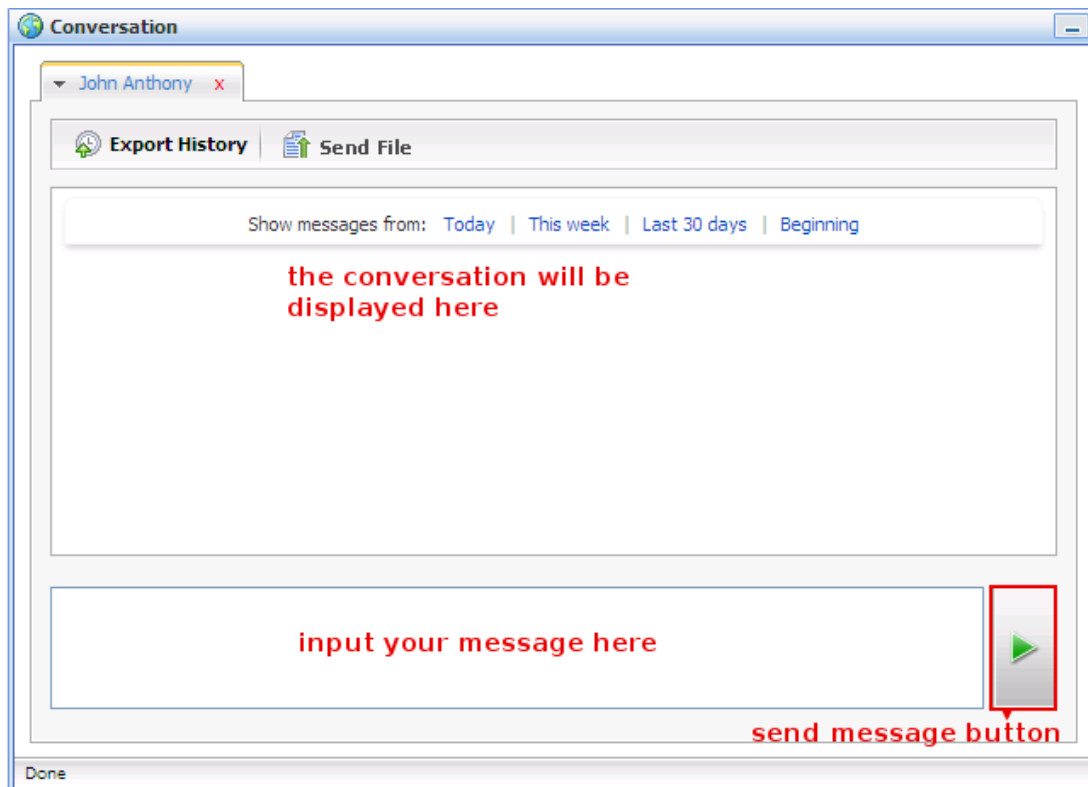 Conversation
John Anthony x
Export History Send File
Show messages from: Today | This week | Last 30 days | Beginning
the conversation will be
displayed here
input your message here
send message button
Done